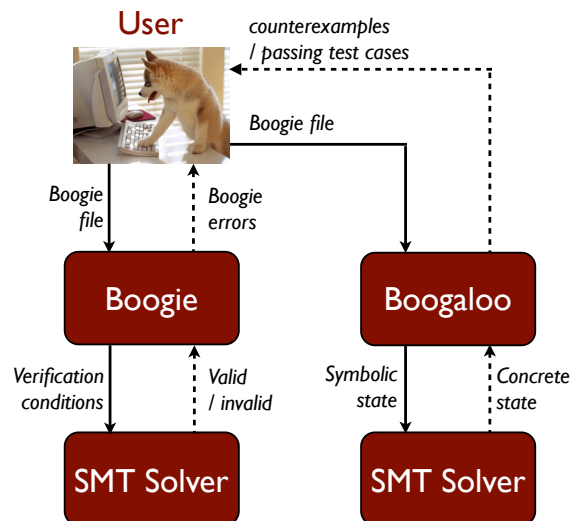 User
counterexamples
/ passing test cases
Boogie file
Boogie
file
Boogie
errors
Boogie
Boogaloo
Verification
conditions
Valid
/ invalid
Symbolic
state
Concrete
state
SMT Solver
SMT Solver